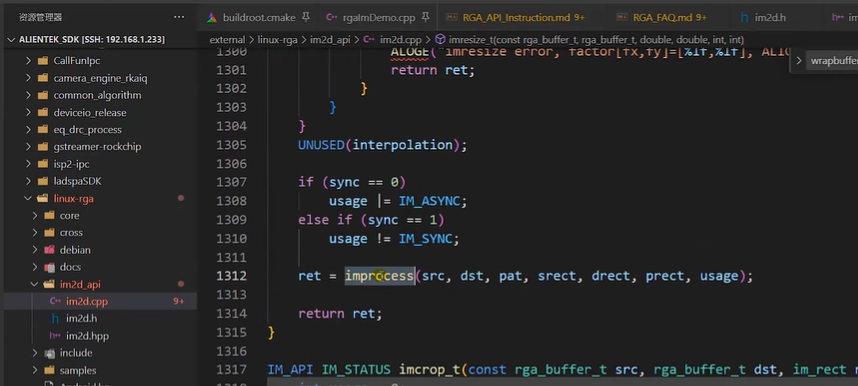 资源管理器
ALIENTEK_SDK [SSH: 192.168.1.233]
CallFunIpc
camera_engine_rkaiq
common_algorithm
deviceio_release
eq_drc_process
gstreamer-rockchip
isp2-ipc
ladspaSDK
linux-rga
core
cross
debian
docs
im2d_api
im2d.cpp 9+
im2d.h
im2d.hpp
include
samples
buildroot.cmake
rgaImDemo.cpp
RGA_API_Instruction.md 9+
RGA_FAQ.md 9+
im2d.h
external > linux-rga > im2d_api > im2d.cpp > imresize_t(const rga_buffer_t, rga_buffer_t, double, double, int, int)
wrapbuffer
1300 ALOGE("imresize error, factor[fx,fy]=[%lf,%lf], ALIG
1301 return ret;
1302 }
1303 }
1304 }
1305 UNUSED(interpolation);
1306
1307 if (sync == 0)
1308 usage |= IM_ASYNC;
1309 else if (sync == 1)
1310 usage != IM_SYNC;
1311
1312 ret = improcess(src, dst, pat, srect, drect, prect, usage);
1313
1314 return ret;
1315 }
1316
1317 IM_API IM_STATUS imcrop_t(const rga_buffer_t src, rga_buffer_t dst, im_rect r